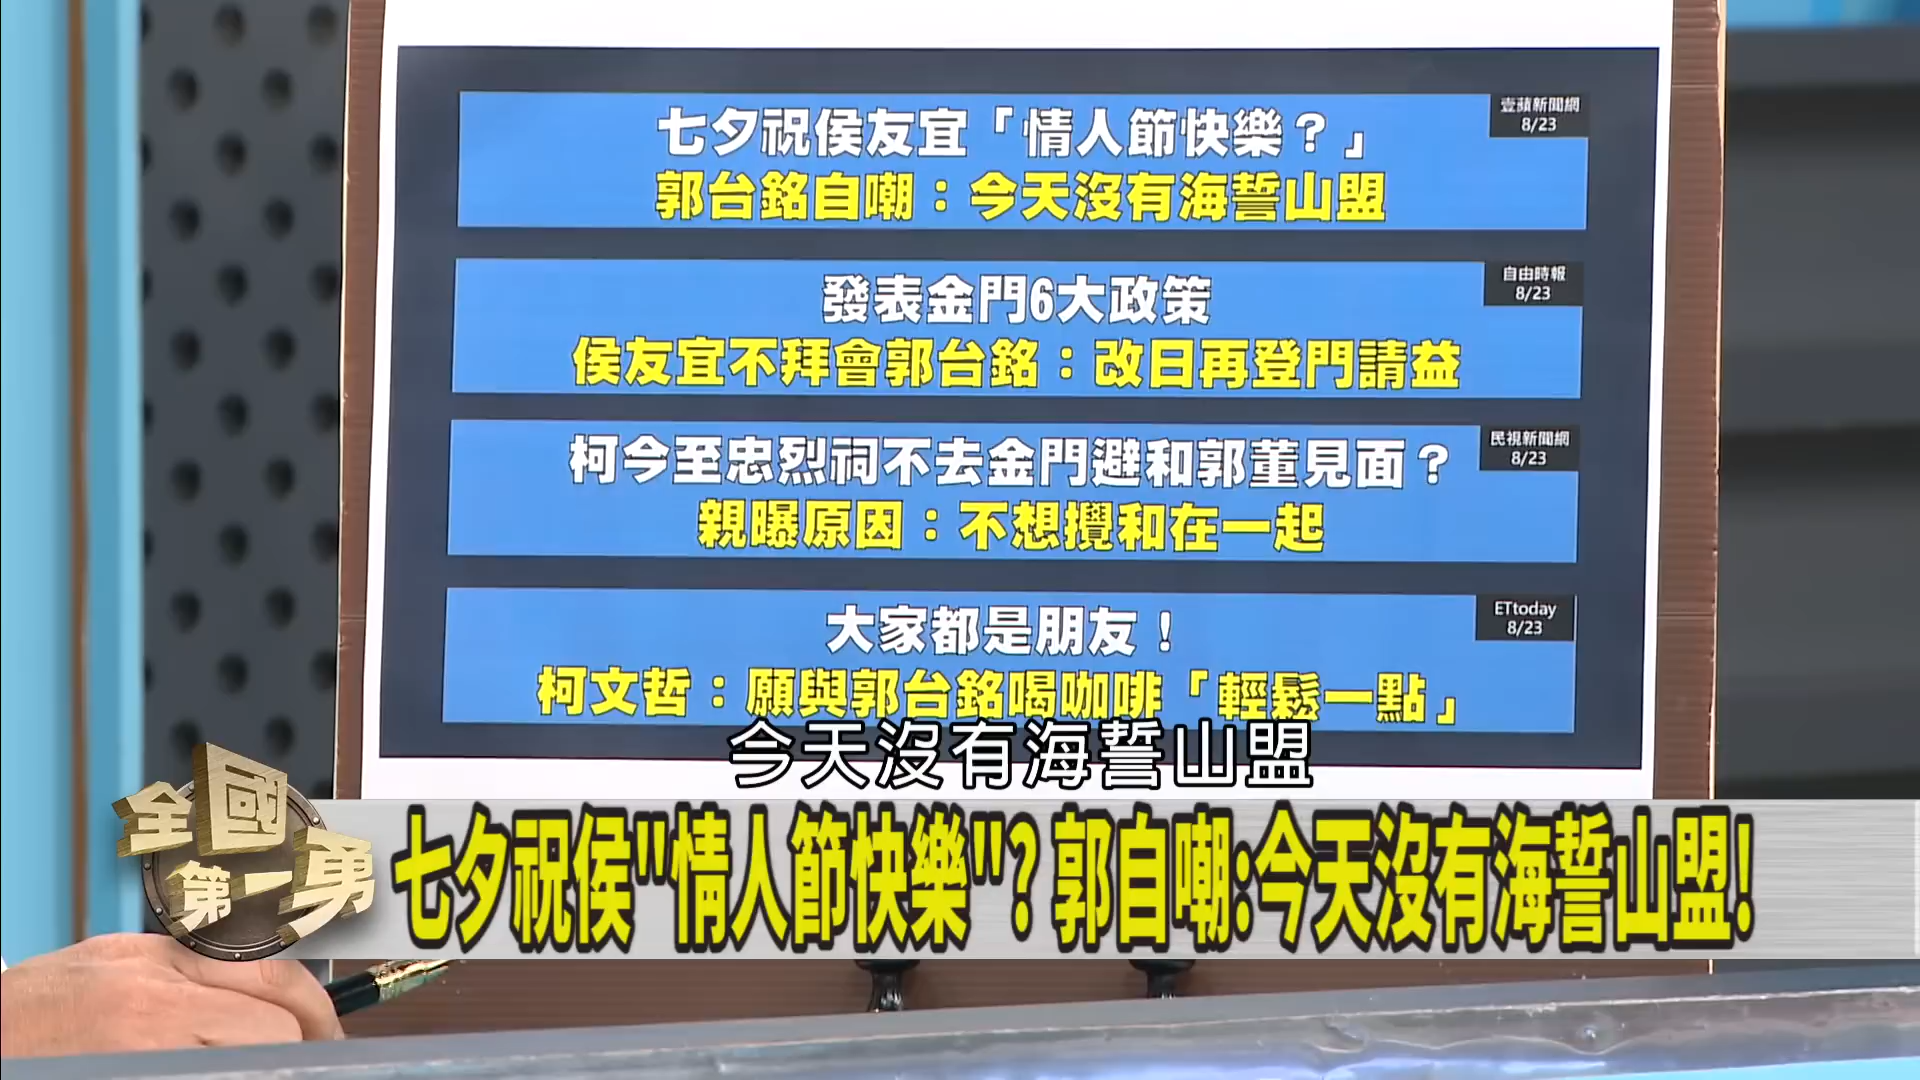 壹蘋新聞網
8/23
七夕祝侯友宜「情人節快樂？」
郭台銘自嘲：今天沒有海誓山盟
自由時報
8/23
發表金門6大政策
侯友宜不拜會郭台銘：改日再登門請益
民視新聞網
8/23
柯今至忠烈祠不去金門避和郭董見面？
親曝原因：不想攪和在一起
ETtoday
8/23
大家都是朋友！
柯文哲：願與郭台銘喝咖啡「輕鬆一點」
今天沒有海誓山盟
全國
第一勇
七夕祝侯"情人節快樂"?郭自嘲:今天沒有海誓山盟!